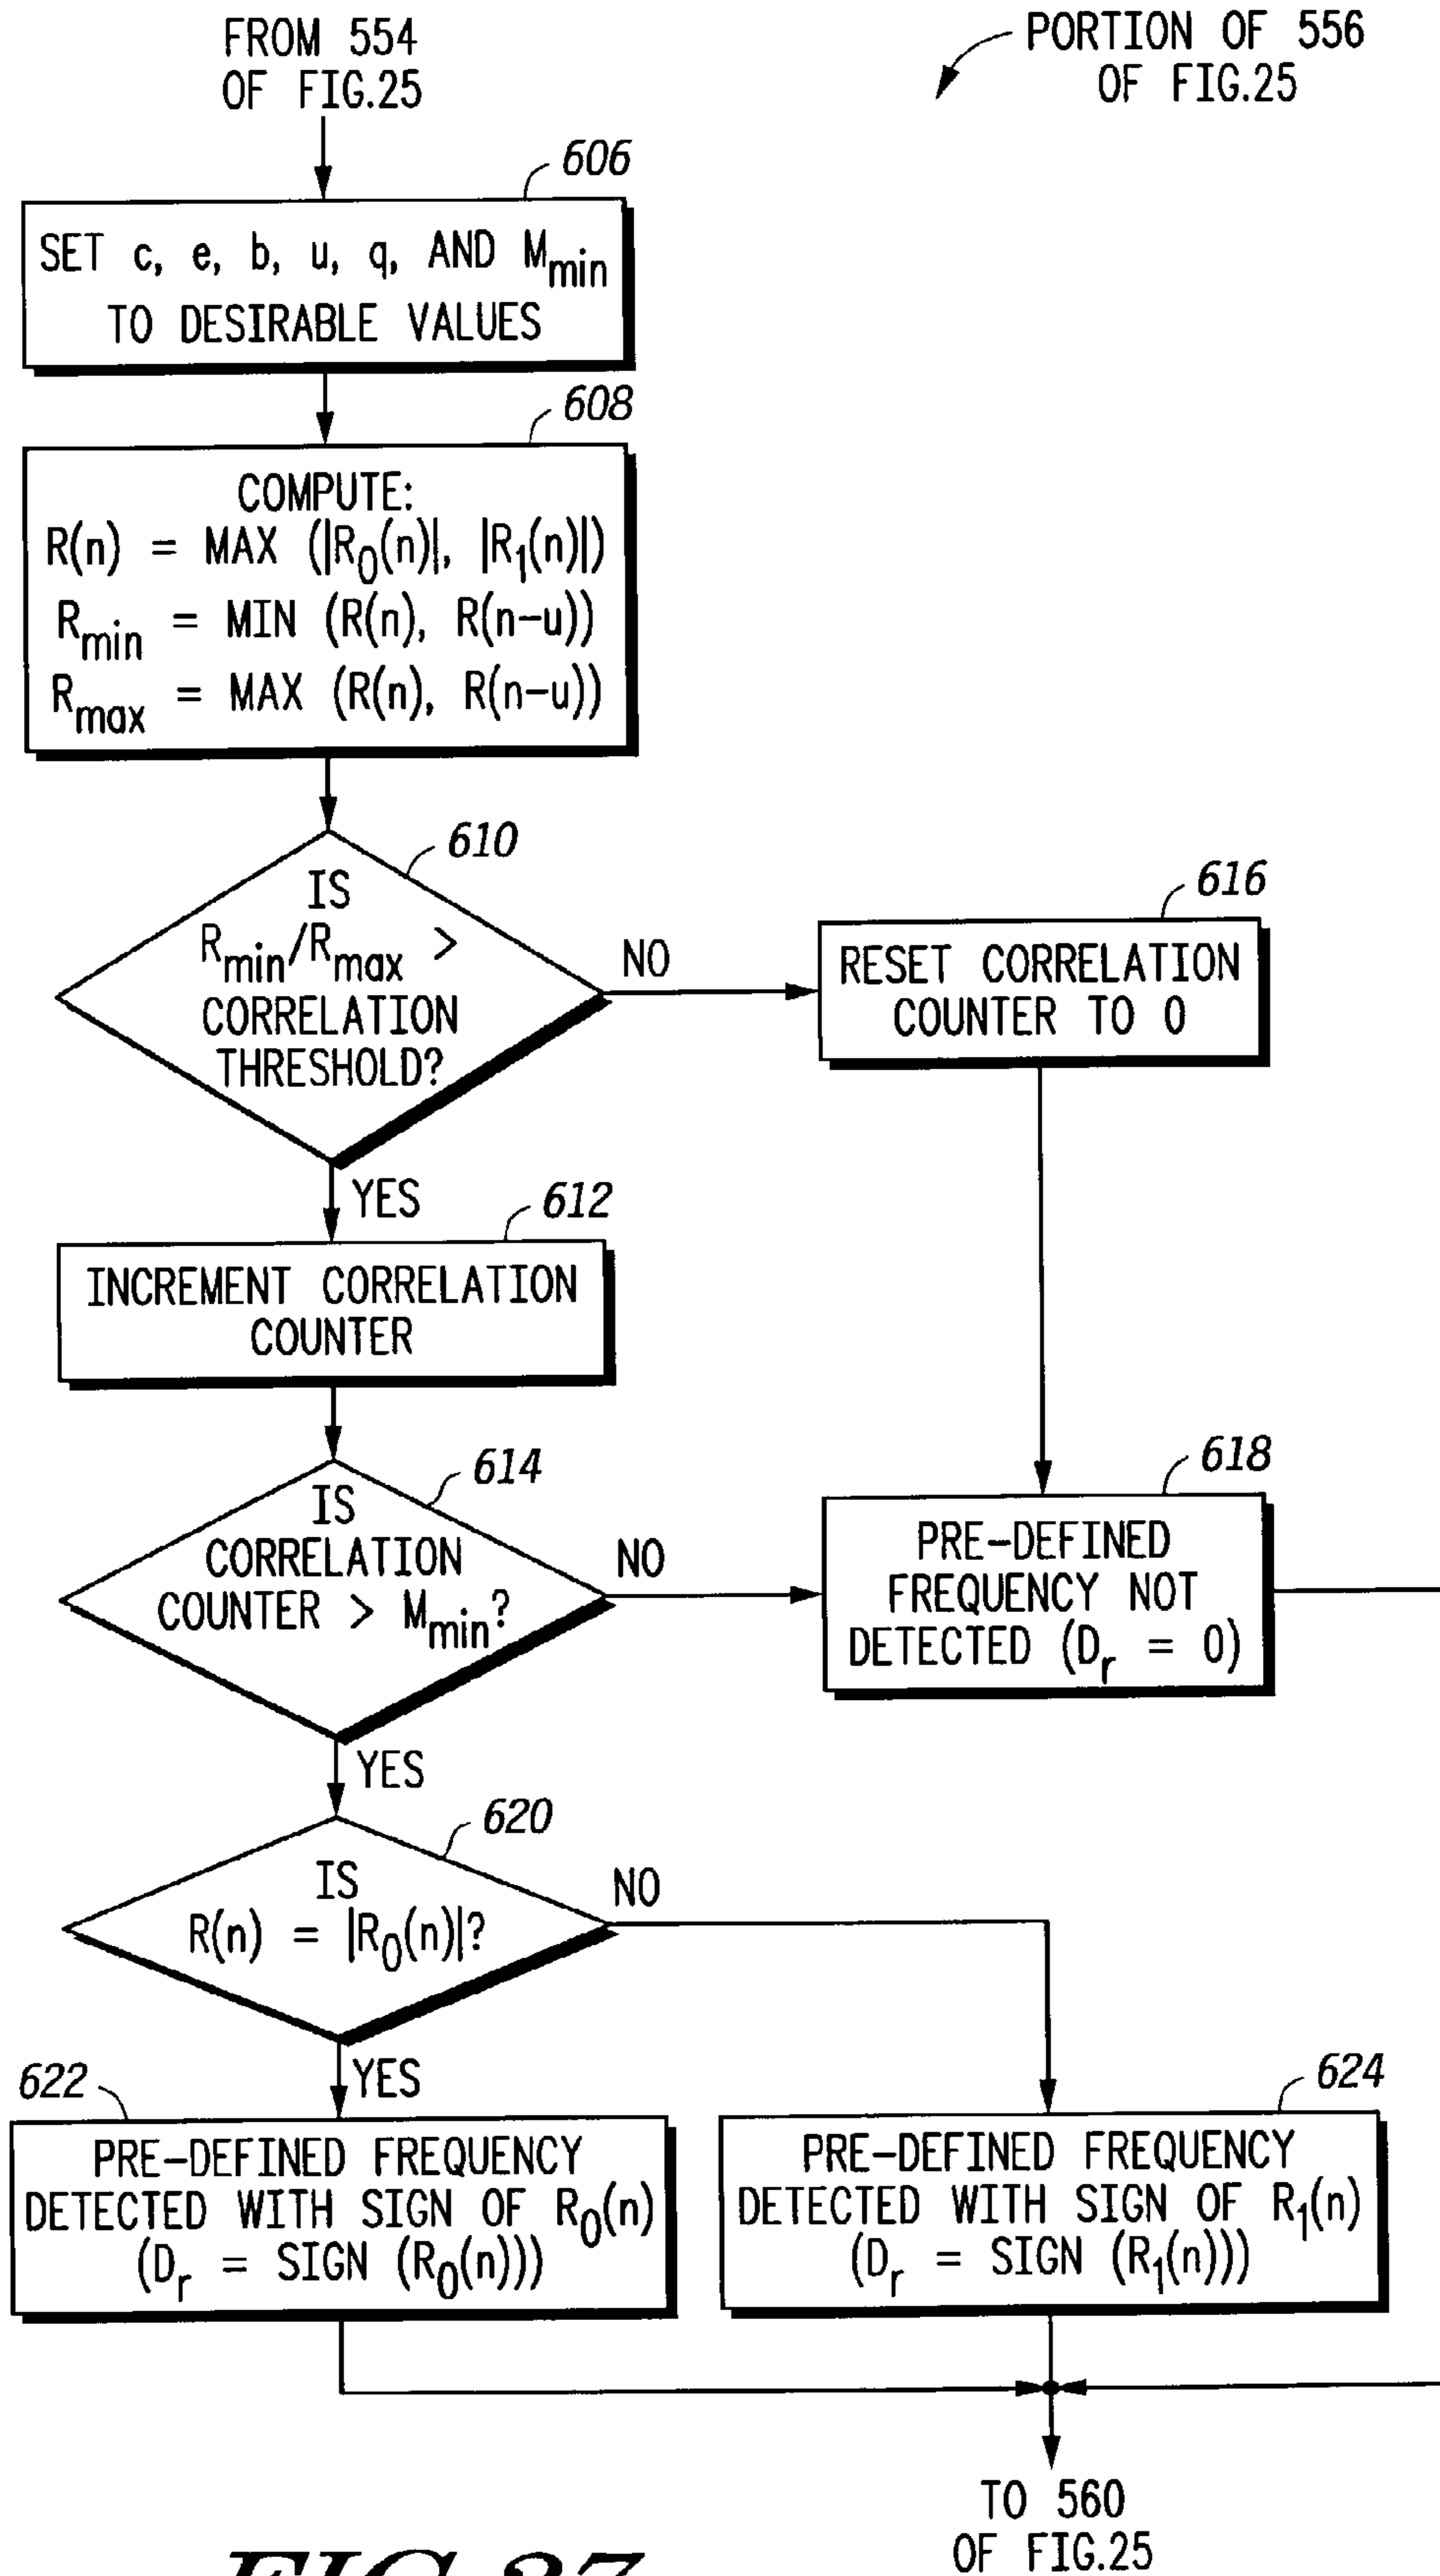 FROM 554
OF FIG.25
PORTION OF 556
OF FIG.25
606
SET c, e, b, u, q, AND Mmin
TO DESIRABLE VALUES
608
COMPUTE:
R(n) = MAX (|R0(n)|, |R1(n)|)
Rmin = MIN (R(n), R(n-u))
Rmax = MAX (R(n), R(n-u))
610
IS
Rmin/Rmax >
CORRELATION
THRESHOLD?
NO
616
RESET CORRELATION
COUNTER TO 0
YES
612
INCREMENT CORRELATION
COUNTER
614
IS
CORRELATION
COUNTER > Mmin?
NO
618
PRE-DEFINED
FREQUENCY NOT
DETECTED (Dr = 0)
YES
620
IS
R(n) = |R0(n)|?
NO
YES
622
PRE-DEFINED FREQUENCY
DETECTED WITH SIGN OF R0(n)
(Dr = SIGN (R0(n)))
624
PRE-DEFINED FREQUENCY
DETECTED WITH SIGN OF R1(n)
(Dr = SIGN (R1(n)))
TO 560
OF FIG.25